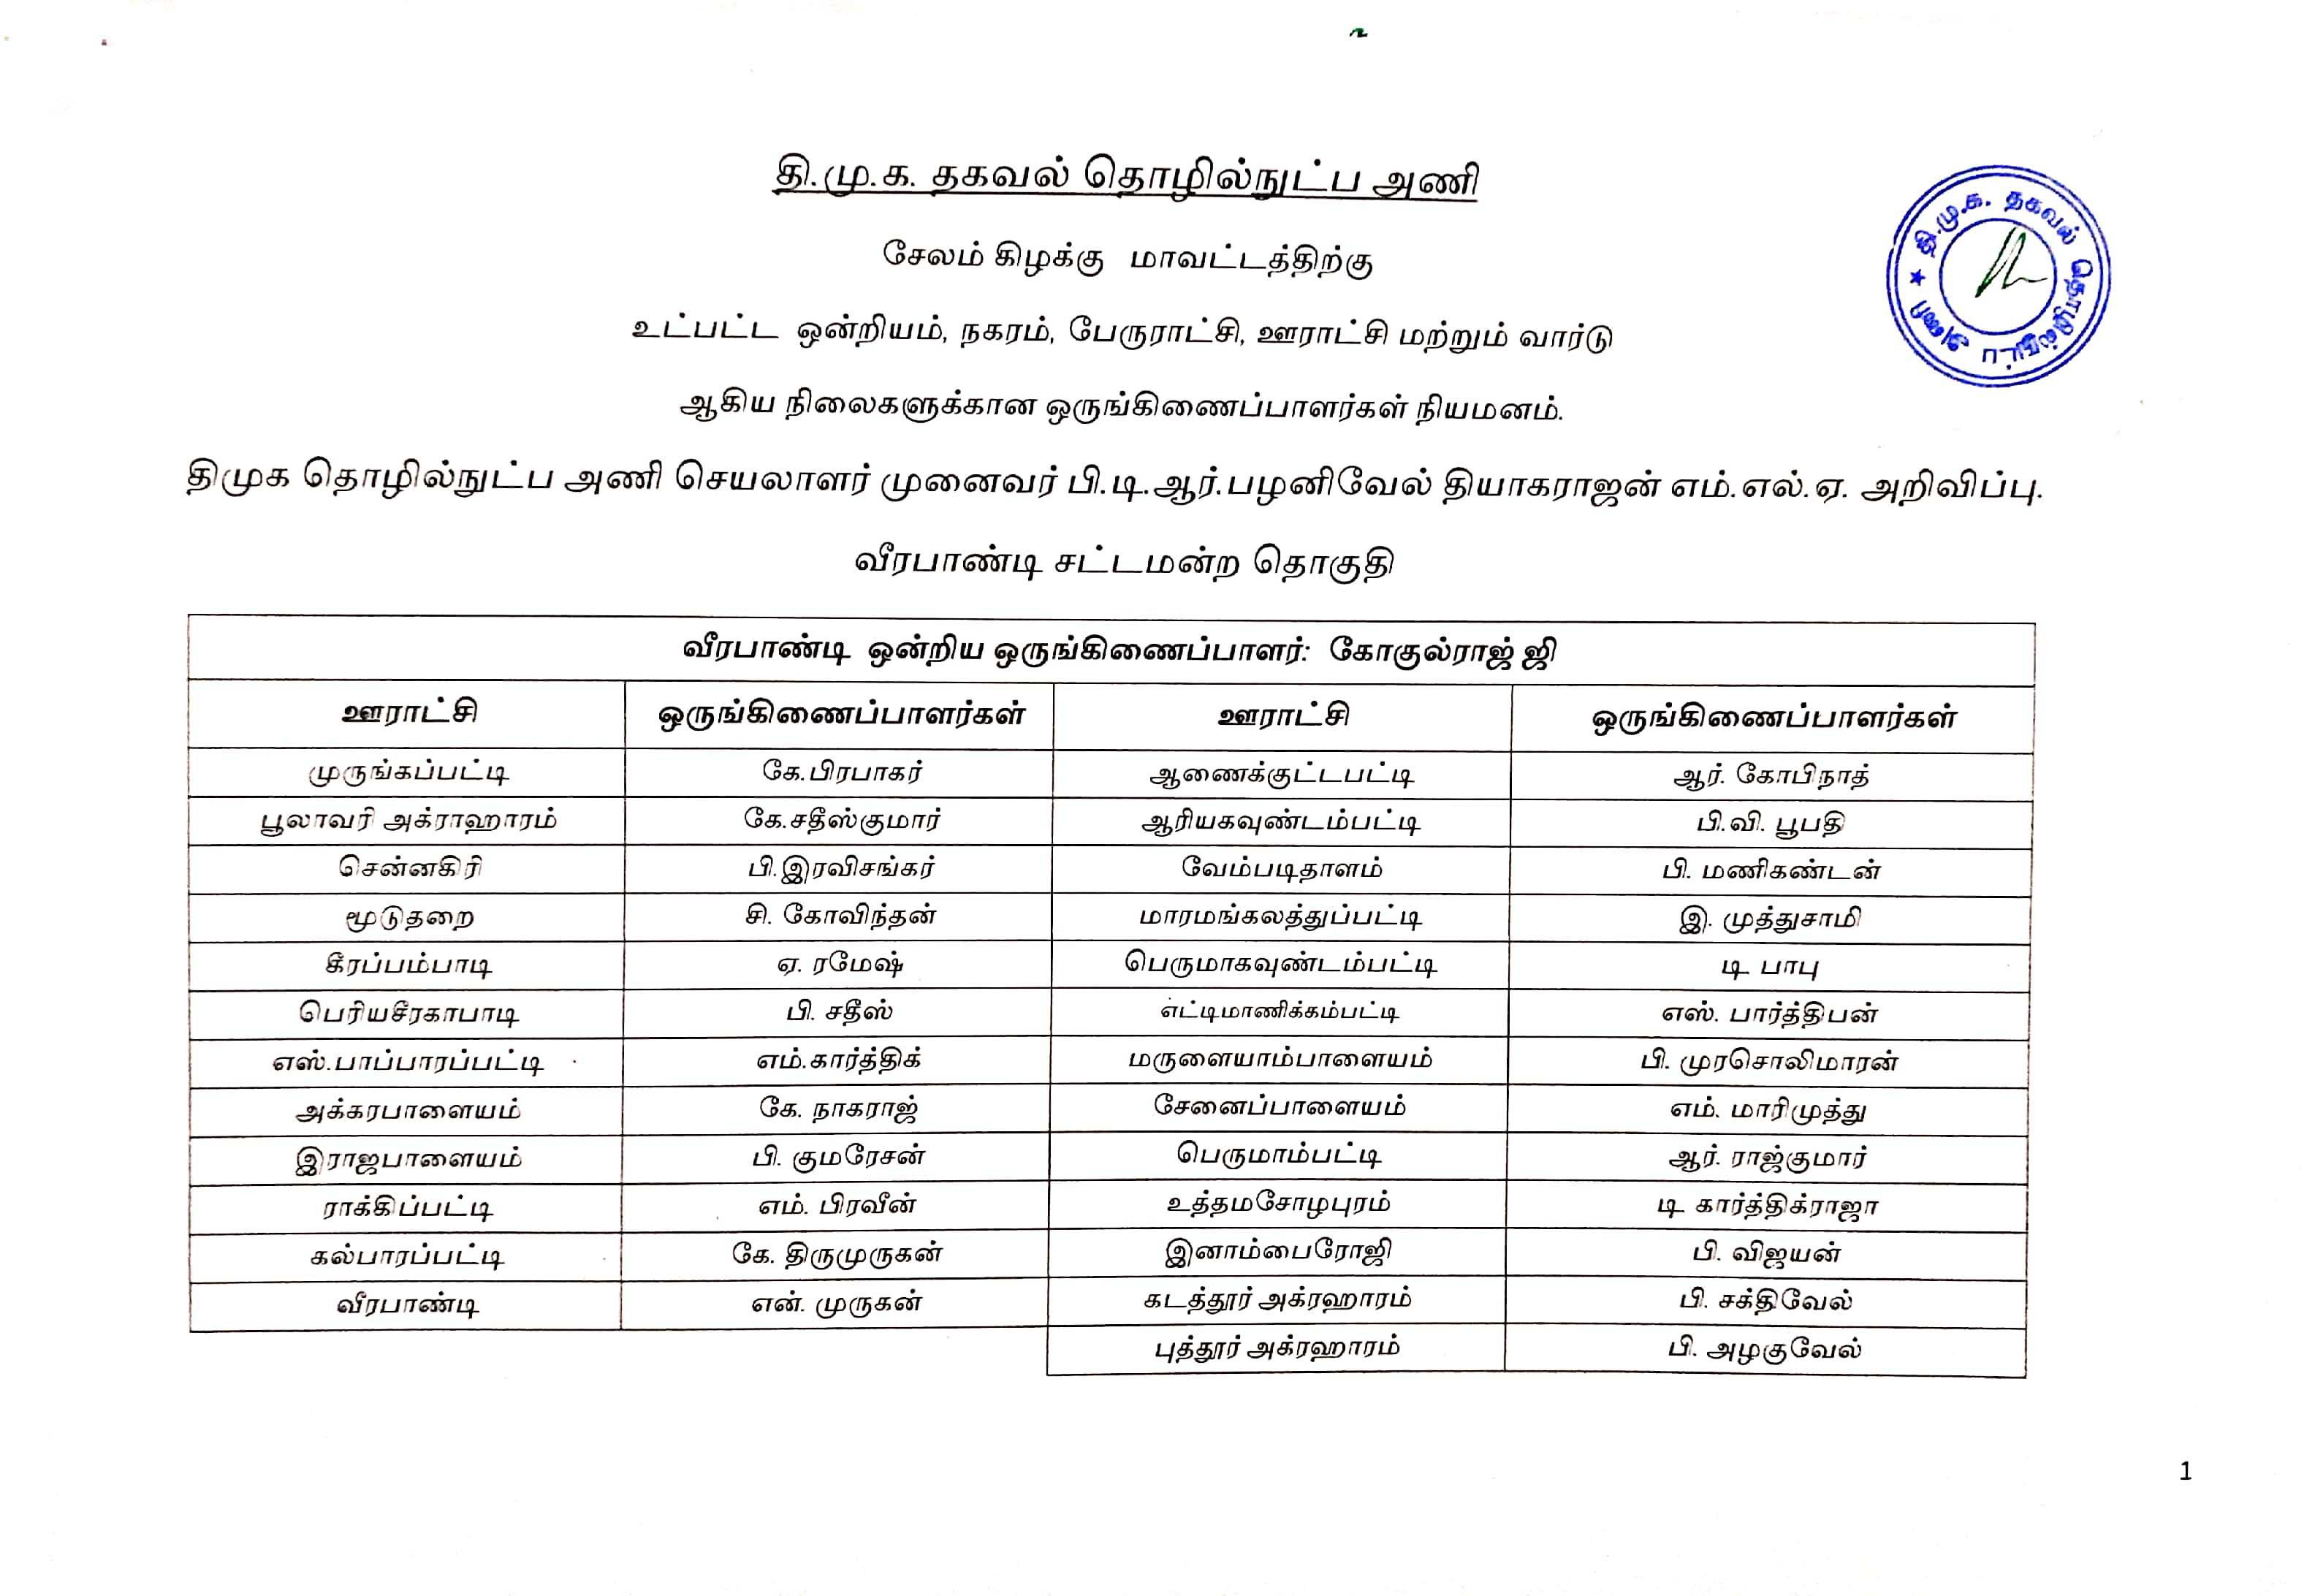 தி.மு.க. தகவல் தொழில்நுட்ப அணி
சேலம் கிழக்கு மாவட்டத்திற்கு
உட்பட்ட ஒன்றியம், நகரம், பேருராட்சி, ஊராட்சி மற்றும் வார்டு
ஆகிய நிலைகளுக்கான ஒருங்கிணைப்பாளர்கள் நியமனம்.
திமுக தொழில்நுட்ப அணி செயலாளர் முனைவர் பி.டி.ஆர்.பழனிவேல் தியாகராஜன் எம்.எல்.ஏ. அறிவிப்பு.
வீரபாண்டி சட்டமன்ற தொகுதி
தி.மு.க. தகவல் தொழில்நுட்ப அணி ★
வீரபாண்டி ஒன்றிய ஒருங்கிணைப்பாளர்: கோகுல்ராஜ் ஜி
ஊராட்சி ஒருங்கிணைப்பாளர்கள் ஊராட்சி ஒருங்கிணைப்பாளர்கள்
முருங்கப்பட்டி கே.பிரபாகர் ஆணைக்குட்டபட்டி ஆர். கோபிநாத்
பூலாவரி அக்ராஹாரம் கே.சதீஸ்குமார் ஆரியகவுண்டம்பட்டி பி.வி. பூபதி
சென்னகிரி பி.இரவிசங்கர் வேம்படிதாளம் பி. மணிகண்டன்
மூடுதறை சி. கோவிந்தன் மாரமங்கலத்துப்பட்டி இ. முத்துசாமி
கீரப்பம்பாடி ஏ. ரமேஷ் பெருமாகவுண்டம்பட்டி டி. பாபு
பெரியசீரகாபாடி பி. சதீஸ் எட்டிமாணிக்கம்பட்டி எஸ். பார்த்திபன்
எஸ்.பாப்பாரப்பட்டி எம்.கார்த்திக் மருளையாம்பாளையம் பி. முரசொலிமாரன்
அக்கரபாளையம் கே. நாகராஜ் சேனைப்பாளையம் எம். மாரிமுத்து
இராஜபாளையம் பி. குமரேசன் பெருமாம்பட்டி ஆர். ராஜ்குமார்
ராக்கிப்பட்டி எம். பிரவீன் உத்தமசோழபுரம் டி. கார்த்திக்ராஜா
கல்பாரப்பட்டி கே. திருமுருகன் இனாம்பைரோஜி பி. விஜயன்
வீரபாண்டி என். முருகன் கடத்தூர் அக்ரஹாரம் பி. சக்திவேல்
புத்தூர் அக்ரஹாரம் பி. அழகுவேல்
1